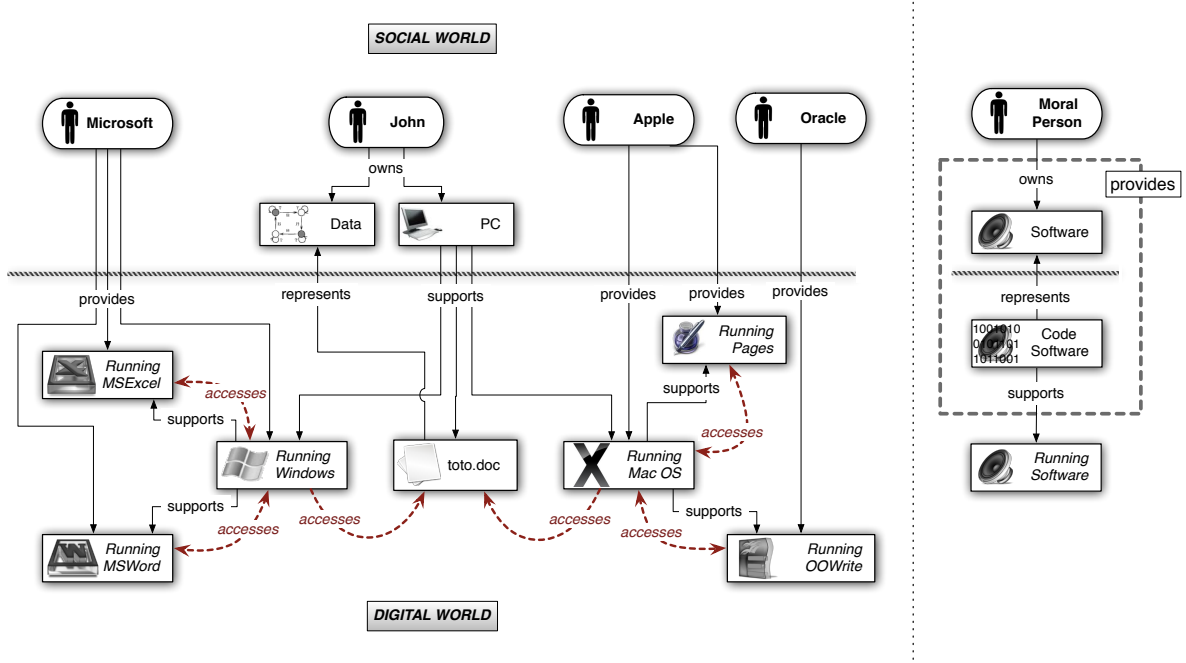 SOCIAL WORLD
Microsoft
John
Apple
Oracle
Moral
Person
owns
owns
provides
Data
PC
Software
represents
supports
provides
provides
provides
provides
represents
Running
Pages
1001010
0101101
1011001
Code
Software
Running
MSExcel
accesses
supports
supports
supports
accesses
Running
Windows
toto.doc
Running
Mac OS
Running
Software
supports
accesses
accesses
accesses
accesses
supports
Running
MSWord
Running
OOWrite
DIGITAL WORLD